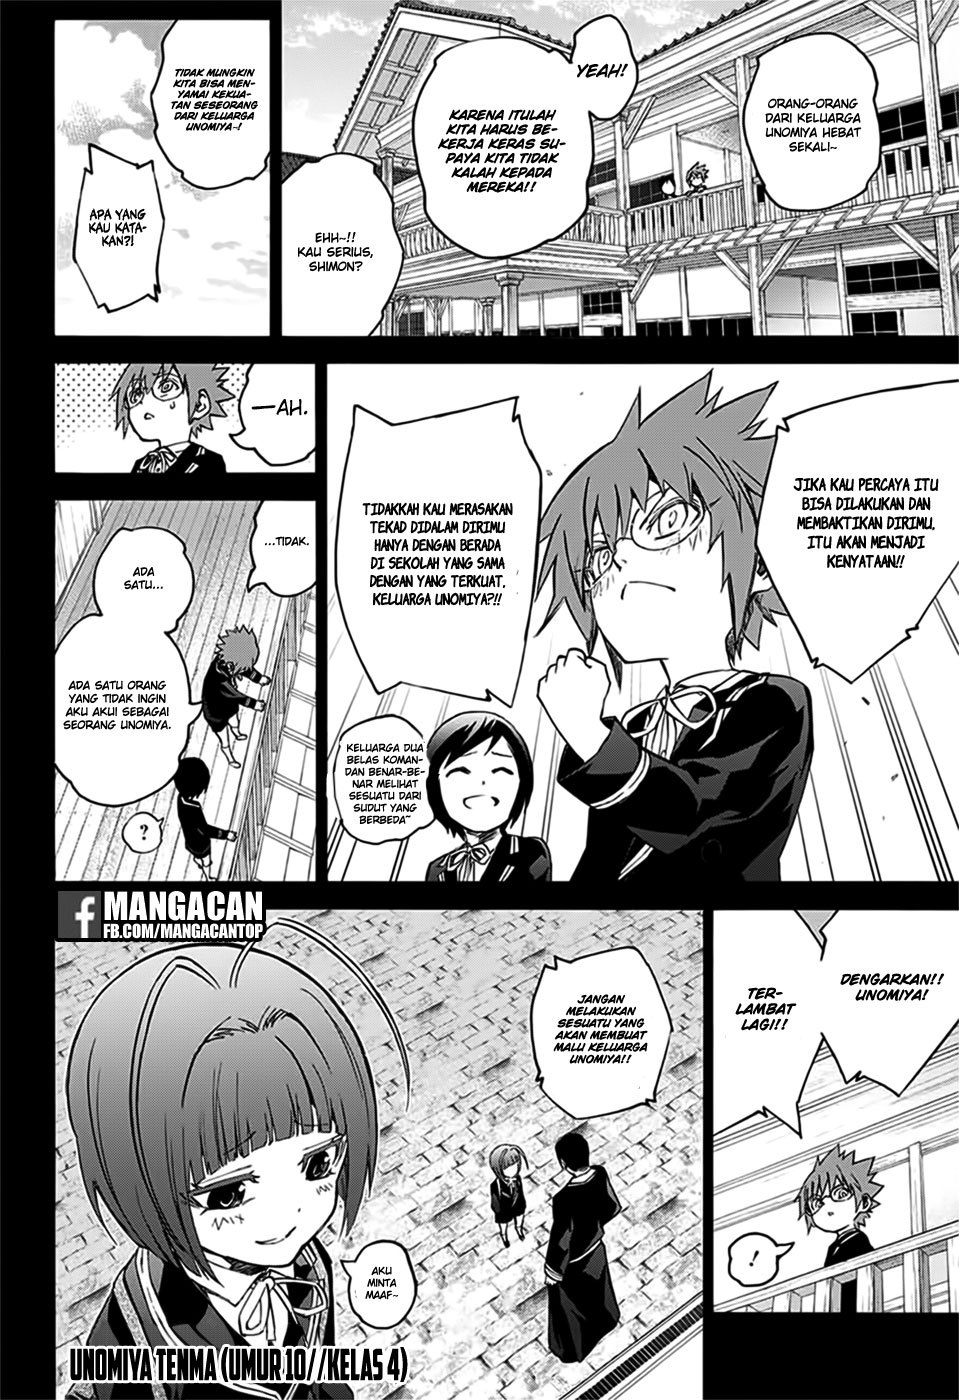 ORANG-ORANG
DARI KELUARGA
UNOMIYA HEBAT
SEKALI~
YEAH!
KARENA ITULAH
KITA HARUS BE-
KERJA KERAS SU-
PAYA KITA TIDAK
KALAH KEPADA
MEREKA!!
EHH~!!
KAU SERIUS,
SHIMON?
TIDAK MUNGKIN
KITA BISA MEN-
YAMAI KEKUA-
TAN SESEORANG
DARI KELUARGA
UNOMIYA~!
APA YANG
KAU KATA-
KAN?!
JIKA KAU PERCAYA ITU
BISA DILAKUKAN DAN
MEMBAKTIKAN DIRIMU,
ITU AKAN MENJADI
KENYATAAN!!
TIDAKKAH KAU MERASAKAN
TEKAD DIDALAM DIRIMU
HANYA DENGAN BERADA
DI SEKOLAH YANG SAMA
DENGAN YANG TERKUAT,
KELUARGA UNOMIYA?!!
KELUARGA DUA
BELAS KOMAN-
DAN BENAR-BE-
NAR MELIHAT
SESUATU DARI
SUDUT YANG
BERBEDA~
—AH.
...TIDAK.
ADA
SATU...
ADA SATU ORANG
YANG TIDAK INGIN
AKU AKUI SEBAGAI
SEORANG UNOMIYA.
?
MANGACAN
FB.COM/MANGACANTOP
DENGARKAN!!
UNOMIYA!
TER-
LAMBAT
LAGI!!
!
JANGAN
MELAKUKAN
SESUATU YANG
AKAN MEMBUAT
MALU KELUARGA
UNOMIYA!!
AKU
MINTA
MAAF~
UNOMIYA TENMA (UMUR 10//KELAS 4)